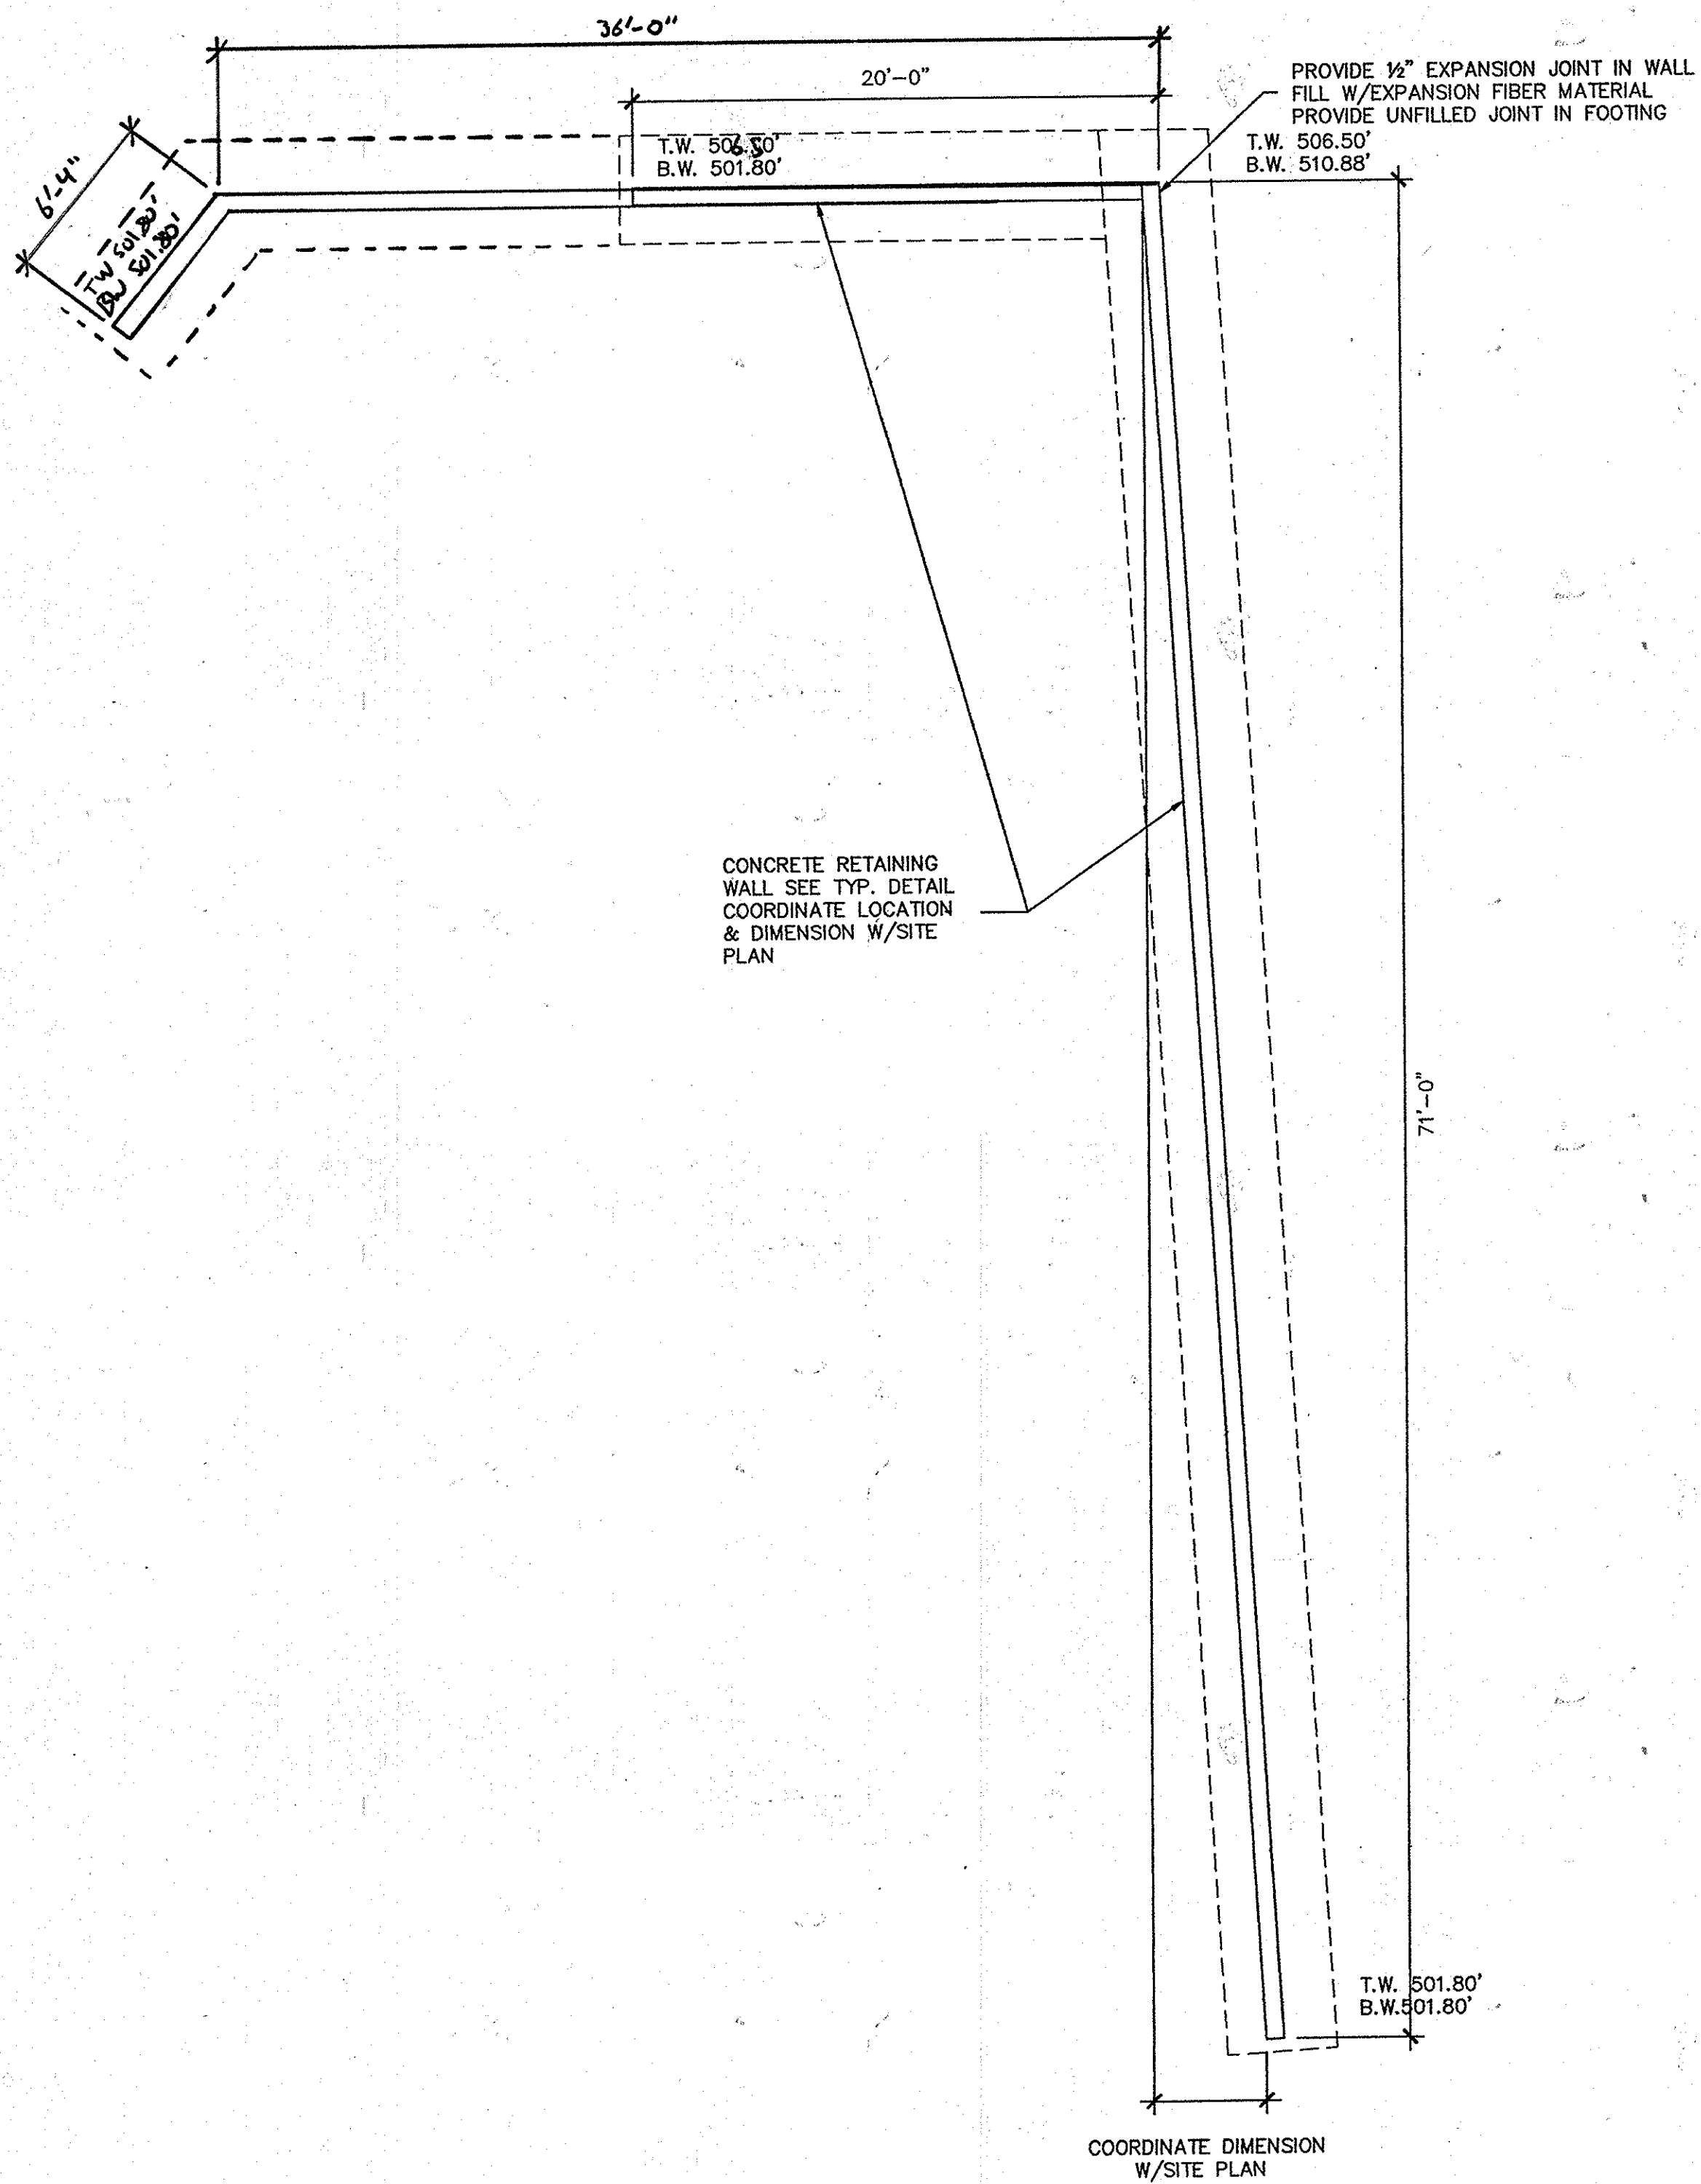 36'-0"
20'-0"
PROVIDE ½" EXPANSION JOINT IN WALL
FILL W/EXPANSION FIBER MATERIAL
PROVIDE UNFILLED JOINT IN FOOTING
T.W. 506.50'
B.W. 501.80'
T.W. 506.50'
B.W. 510.88'
6'-4"
TW 501.80'
BW 501.80'
CONCRETE RETAINING
WALL SEE TYP. DETAIL
COORDINATE LOCATION
& DIMENSION W/SITE
PLAN
71'-0"
T.W. 501.80'
B.W.501.80'
COORDINATE DIMENSION
W/SITE PLAN